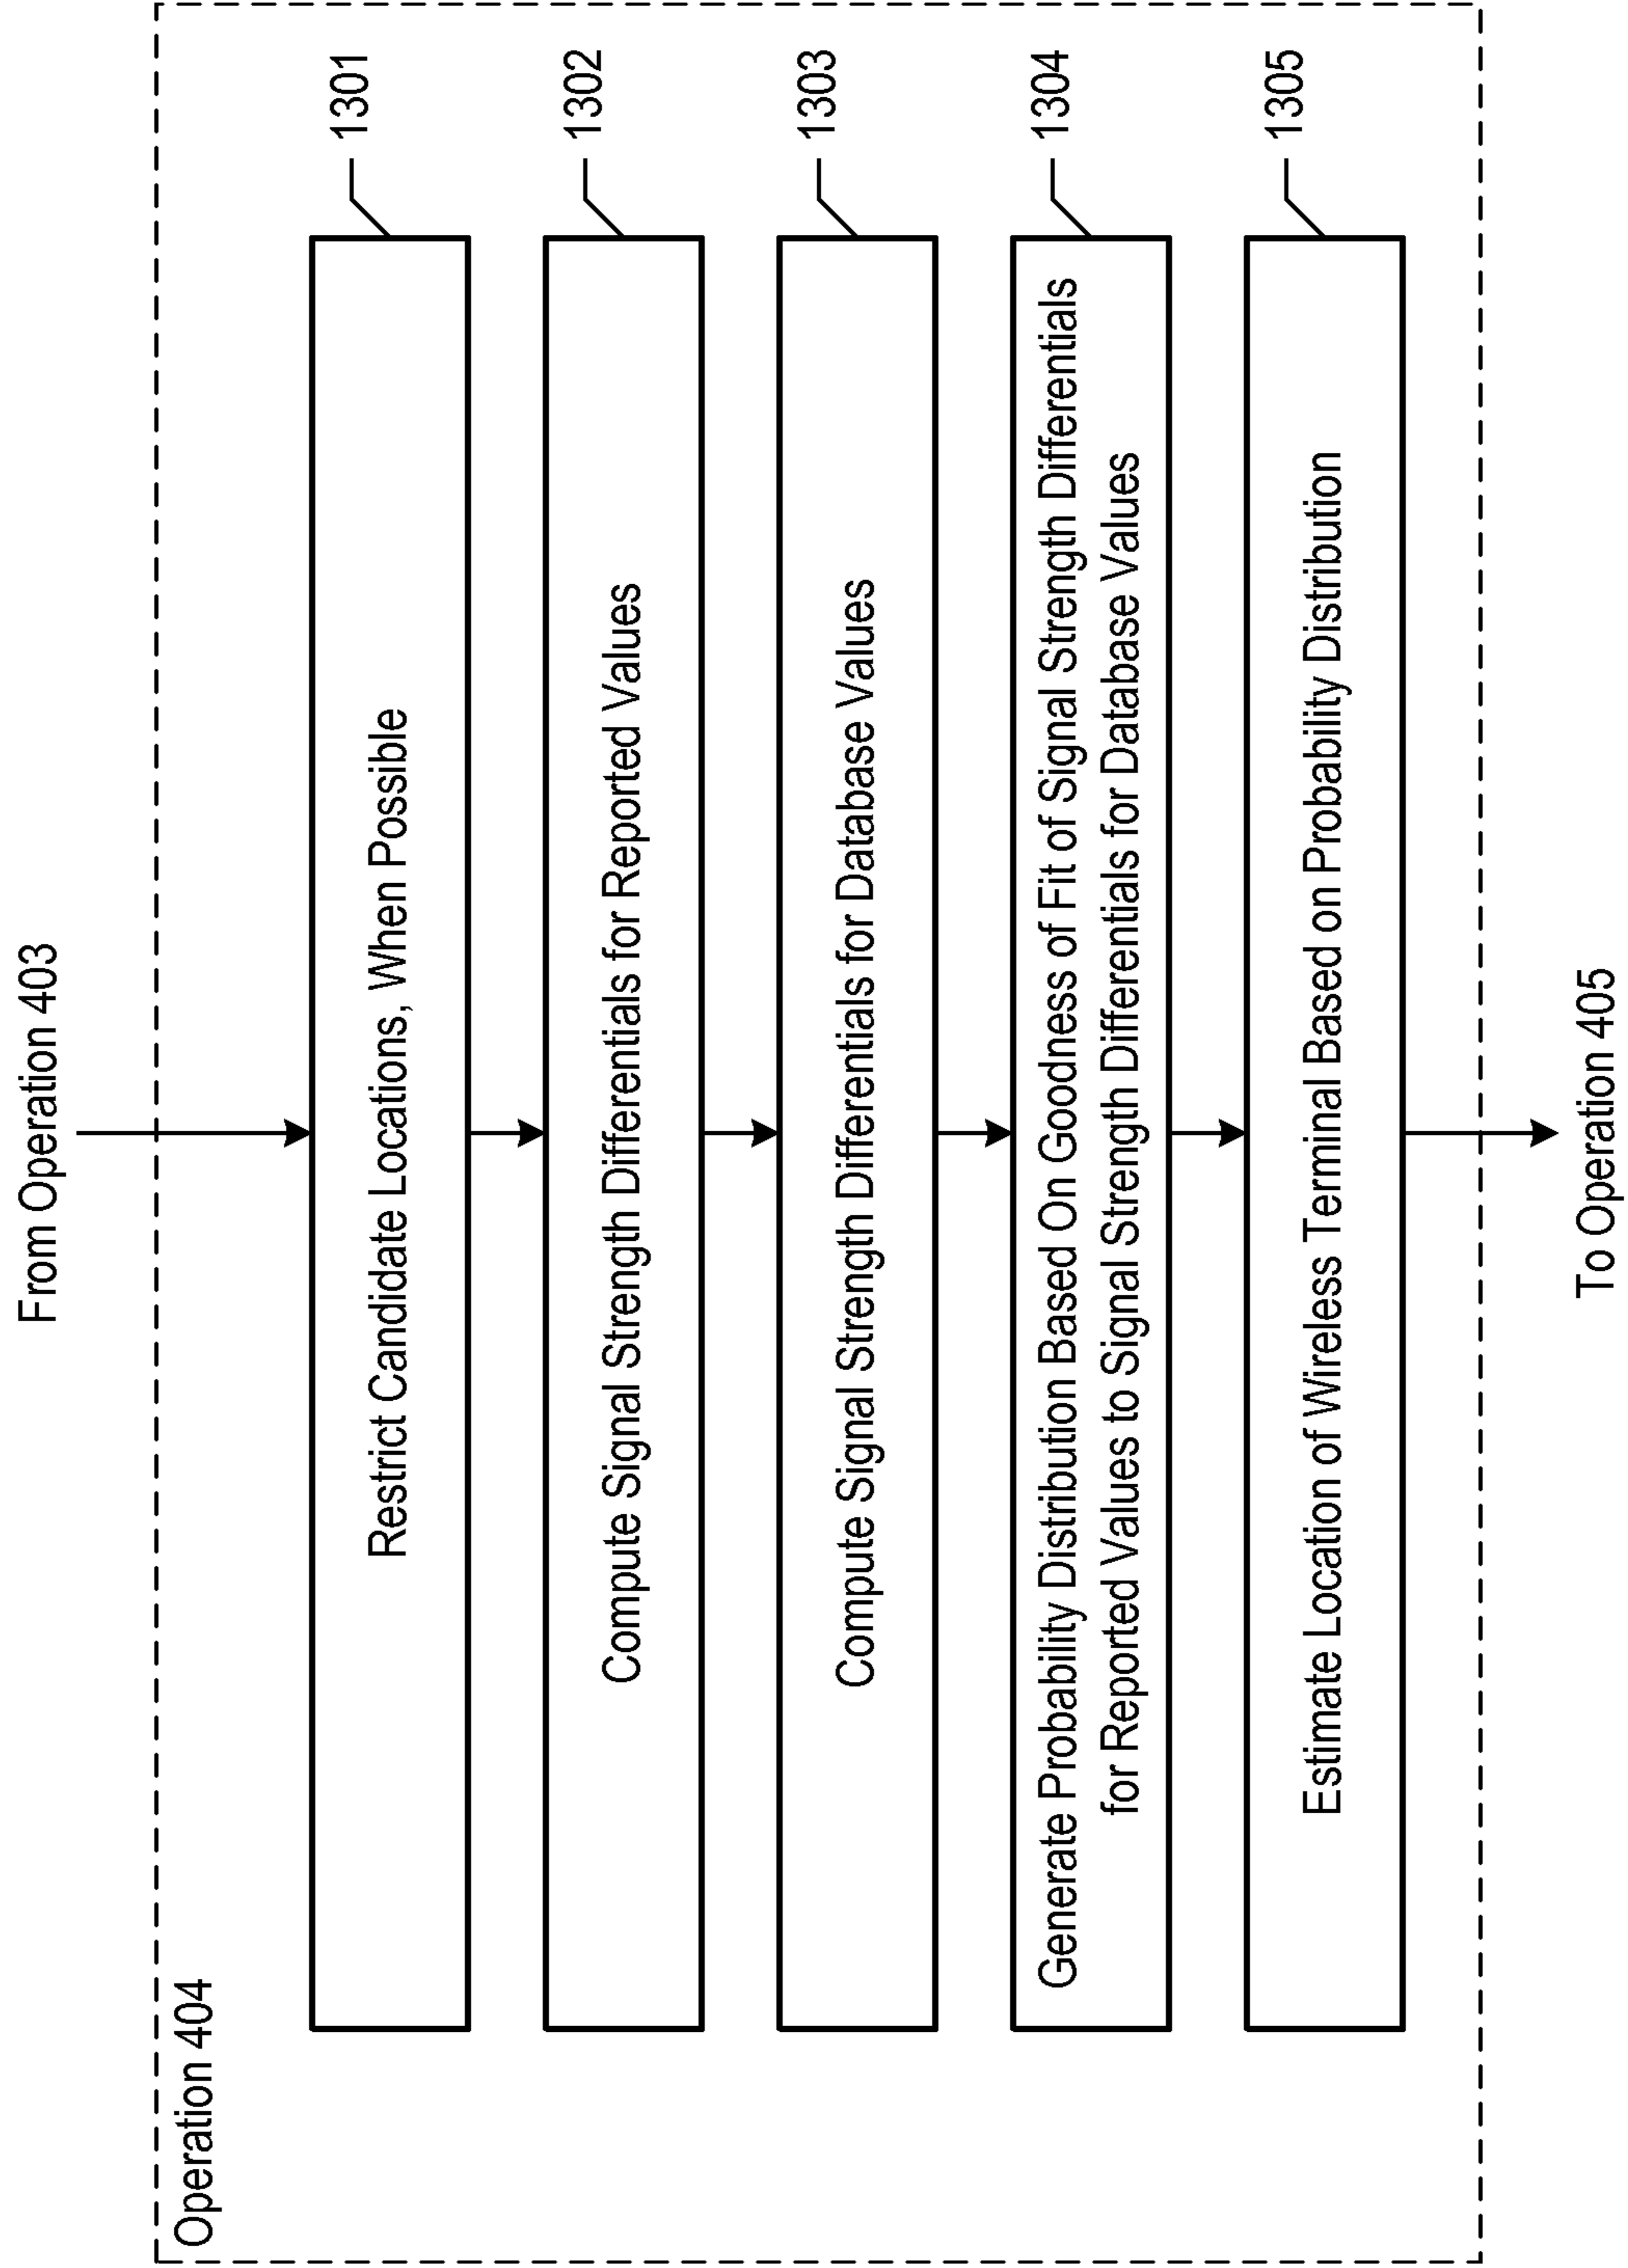 From Operation 403
Operation 404
Restrict Candidate Locations, When Possible
1301
Compute Signal Strength Differentials for Reported Values
1302
Compute Signal Strength Differentials for Database Values
1303
Generate Probability Distribution Based On Goodness of Fit of Signal Strength Differentials
for Reported Values to Signal Strength Differentials for Database Values
1304
Estimate Location of Wireless Terminal Based on Probability Distribution
1305
To Operation 405